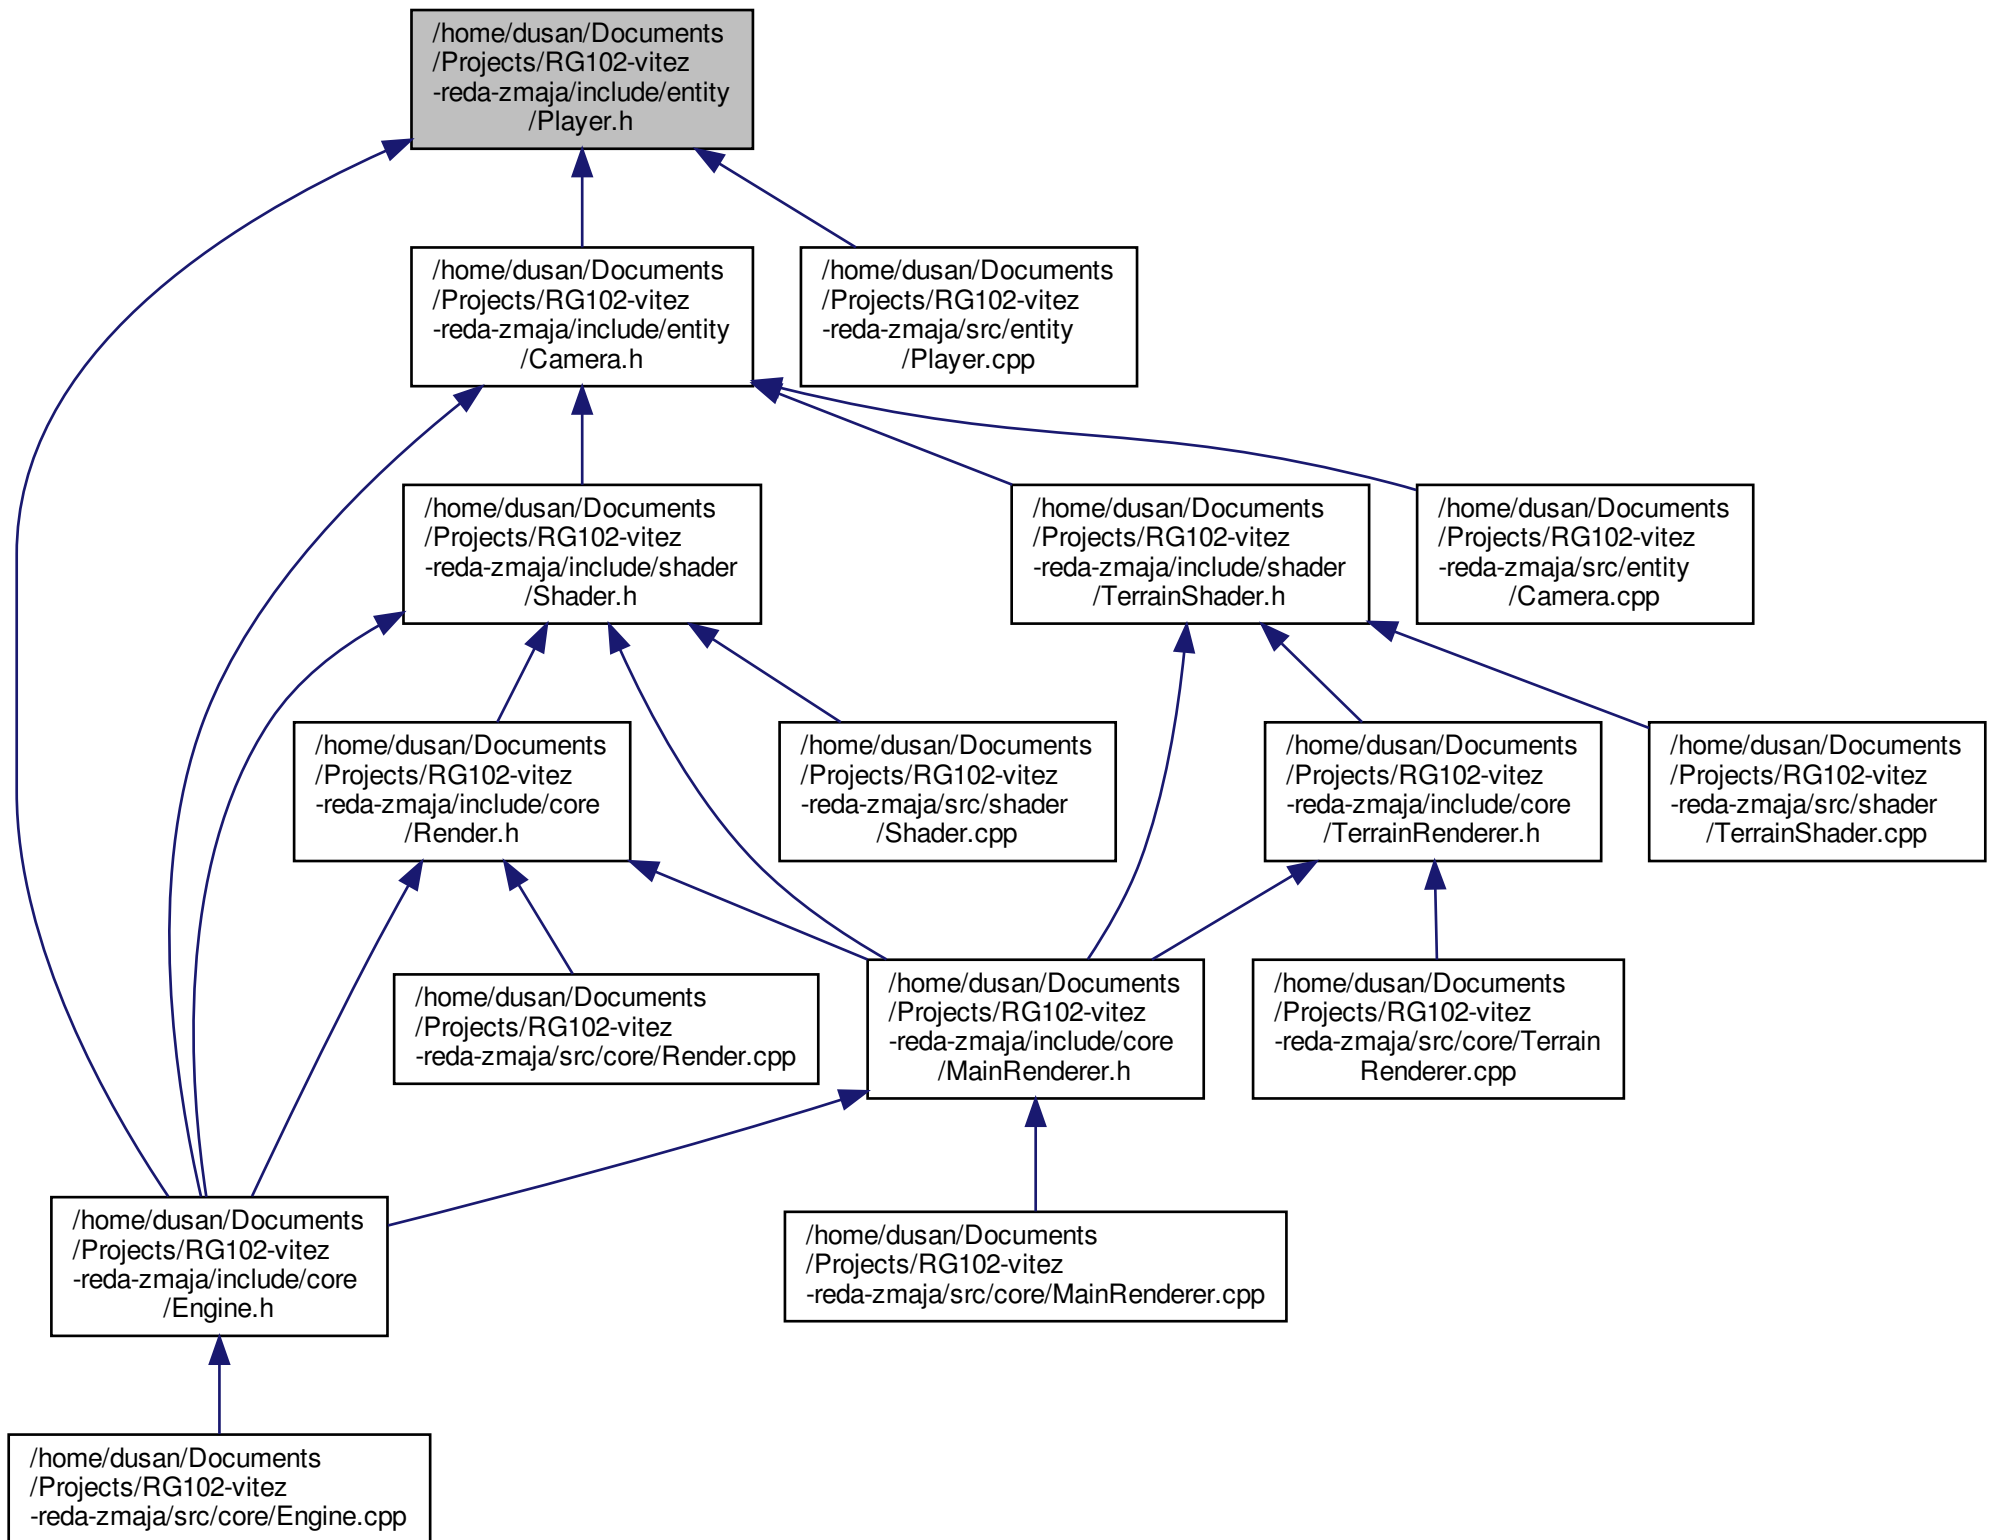 /home/dusan/Documents
/Projects/RG102-vitez
-reda-zmaja/include/entity
/Player.h
/home/dusan/Documents
/Projects/RG102-vitez
-reda-zmaja/include/entity
/Camera.h
/home/dusan/Documents
/Projects/RG102-vitez
-reda-zmaja/src/entity
/Player.cpp
/home/dusan/Documents
/Projects/RG102-vitez
-reda-zmaja/include/shader
/Shader.h
/home/dusan/Documents
/Projects/RG102-vitez
-reda-zmaja/include/shader
/TerrainShader.h
/home/dusan/Documents
/Projects/RG102-vitez
-reda-zmaja/src/entity
/Camera.cpp
/home/dusan/Documents
/Projects/RG102-vitez
-reda-zmaja/include/core
/Render.h
/home/dusan/Documents
/Projects/RG102-vitez
-reda-zmaja/src/shader
/Shader.cpp
/home/dusan/Documents
/Projects/RG102-vitez
-reda-zmaja/include/core
/TerrainRenderer.h
/home/dusan/Documents
/Projects/RG102-vitez
-reda-zmaja/src/shader
/TerrainShader.cpp
/home/dusan/Documents
/Projects/RG102-vitez
-reda-zmaja/src/core/Render.cpp
/home/dusan/Documents
/Projects/RG102-vitez
-reda-zmaja/include/core
/MainRenderer.h
/home/dusan/Documents
/Projects/RG102-vitez
-reda-zmaja/src/core/Terrain
Renderer.cpp
/home/dusan/Documents
/Projects/RG102-vitez
-reda-zmaja/include/core
/Engine.h
/home/dusan/Documents
/Projects/RG102-vitez
-reda-zmaja/src/core/MainRenderer.cpp
/home/dusan/Documents
/Projects/RG102-vitez
-reda-zmaja/src/core/Engine.cpp